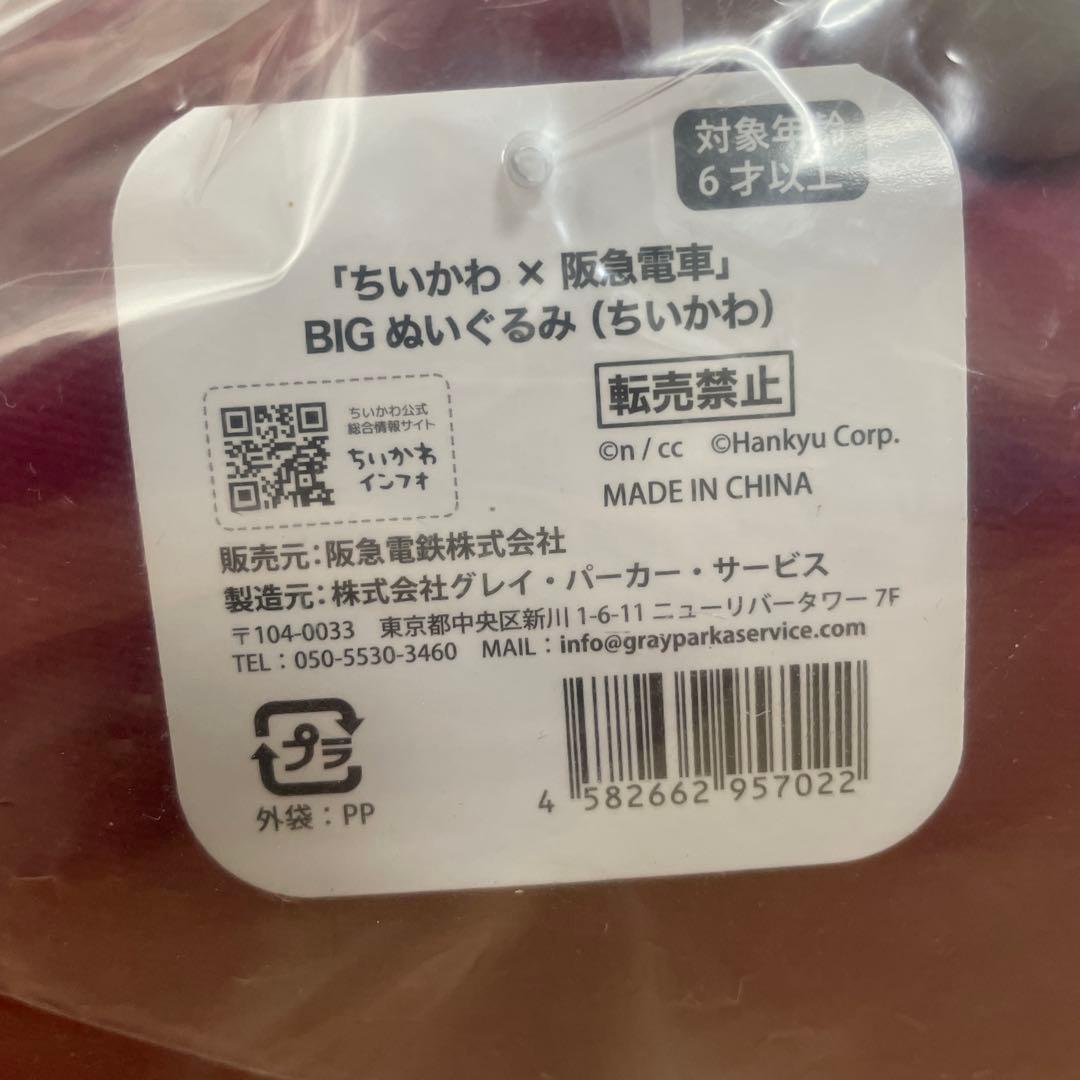 対象年齢
6才以上
「ちいかわ × 阪急電車」
BIG ぬいぐるみ (ちいかわ)
ちいかわ公式
総合情報サイト
ちいかわ
インフォ
転売禁止
©n / cc ©Hankyu Corp.
MADE IN CHINA
販売元:阪急電鉄株式会社
製造元:株式会社グレイ・パーカー・サービス
〒104-0033 東京都中央区新川 1-6-11 ニューリバータワー 7F
TEL:050-5530-3460 MAIL:info@grayparkaservice.com
プラ
外袋:PP
4 582662 957022